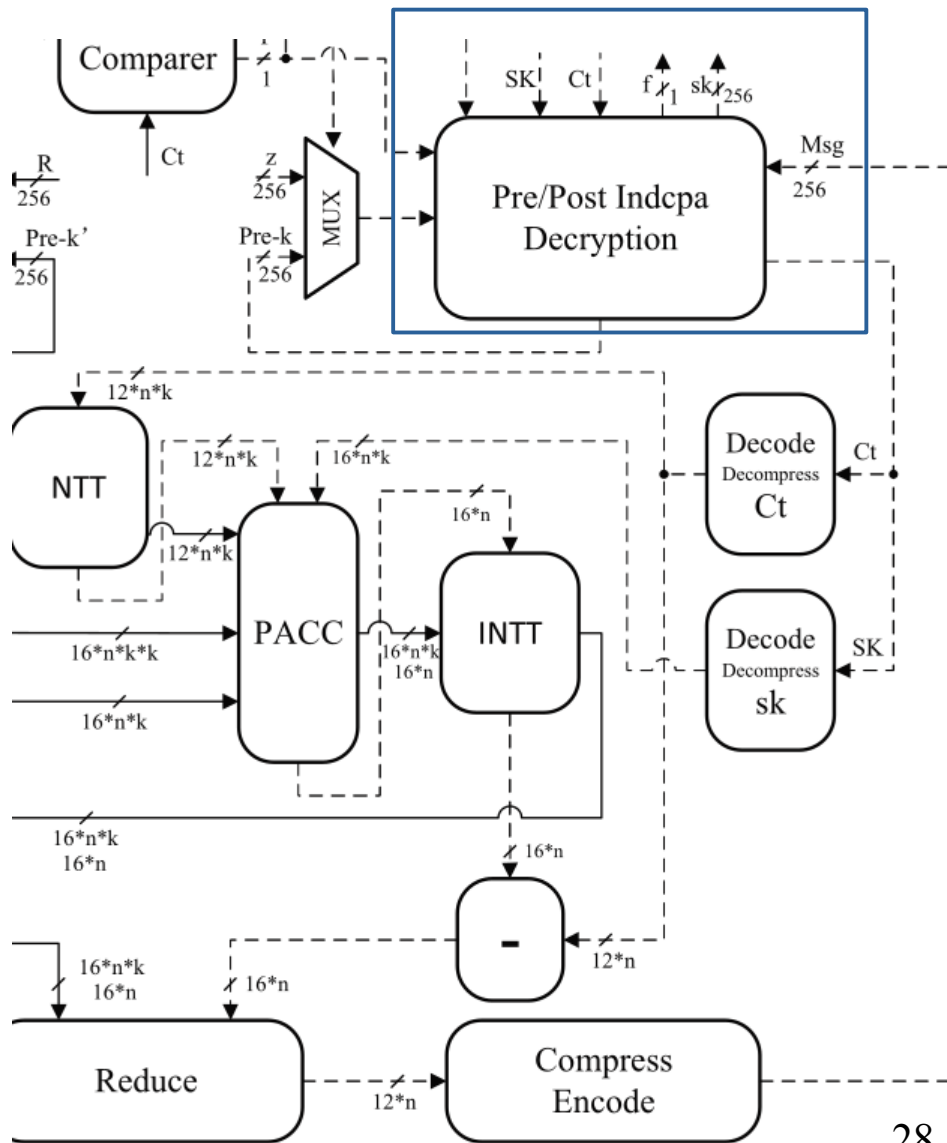 Comparer
1
SK
Ct
f
1
sk
256
Ct
R
256
z
256
MUX
Pre-k
256
Pre-k’
256
Pre/Post Indcpa
Decryption
Msg
256
12*n*k
NTT
12*n*k
16*n*k
16*n
Decode
Decompress
Ct
Ct
12*n*k
PACC
16*n*k*k
16*n*k
16*n
INTT
Decode
Decompress
sk
SK
16*n*k
16*n*k
16*n
16*n
-
12*n
16*n*k
16*n
16*n
Reduce
12*n
Compress
Encode
28